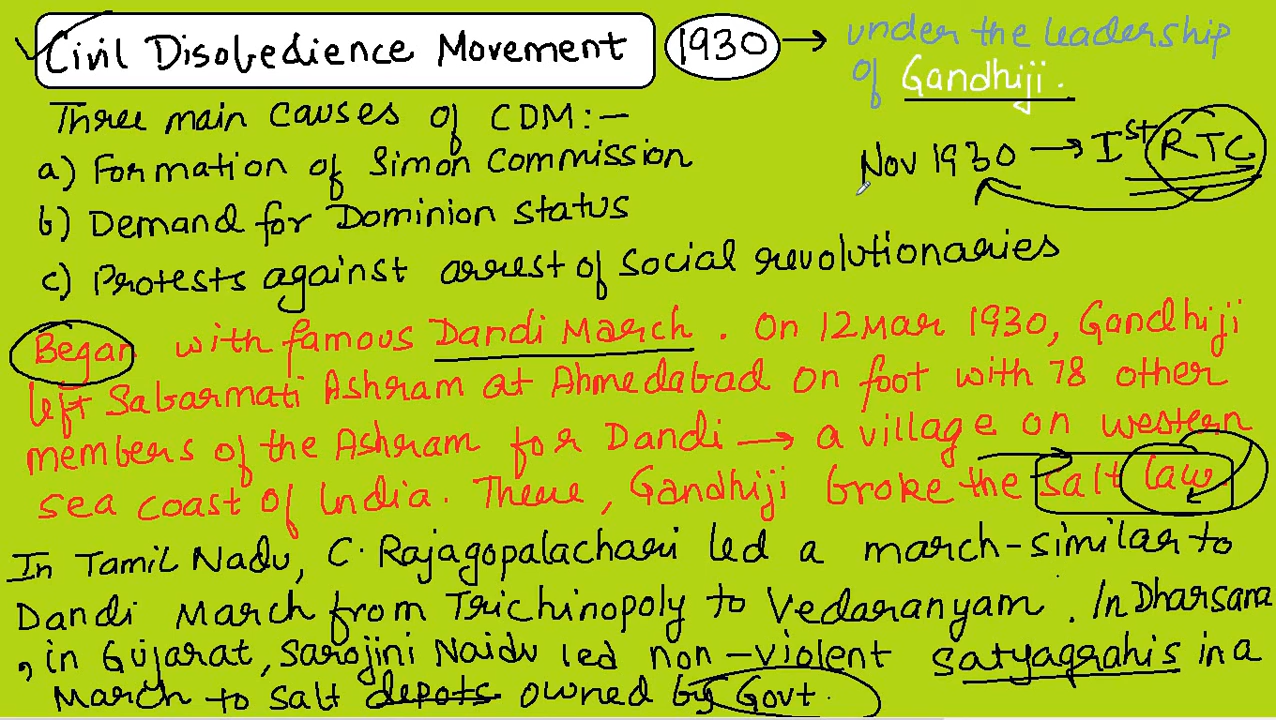 Civil Disobedience Movement 1930 → under the leadership
of Gandhiji.
Three main causes of CDM:-
Nov 1930 → Ist RTC
a) Formation of Simon Commission
b) Demand for Dominion status
c) Protests against arrest of social revolutionaries
Began with famous Dandi March. On 12 Mar 1930, Gandhiji
left Sabarmati Ashram at Ahmedabad on foot with 78 other
members of the Ashram for Dandi → a village on western
sea coast of India. There, Gandhiji broke the salt law.
In Tamil Nadu, C. Rajagopalachari led a march-similar to
Dandi March from Trichinopoly to Vedaranyam. In Dharsana
, in Gujarat, Sarojini Naidu led non-violent satyagrahis in a
March to salt depots owned by Govt.